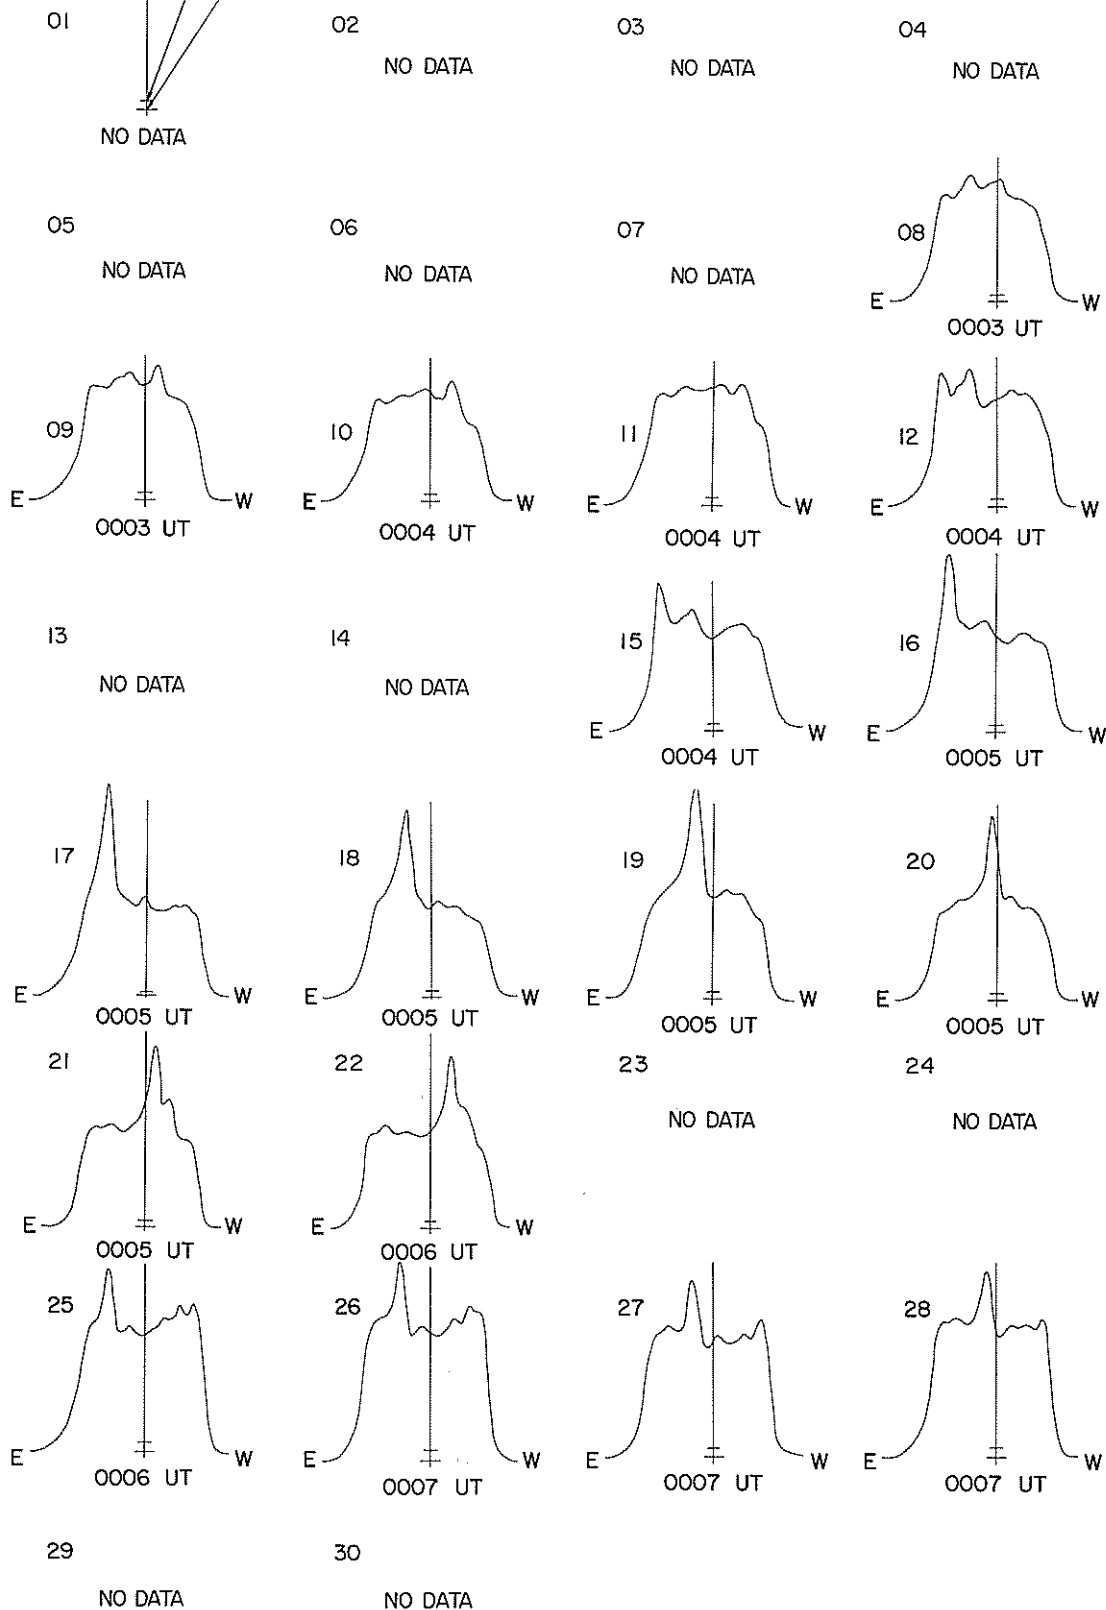 01
NO DATA
02
NO DATA
03
NO DATA
04
NO DATA
05
NO DATA
06
NO DATA
07
NO DATA
08
E W
0003 UT
09
E W
0003 UT
10
E W
0004 UT
11
E W
0004 UT
12
E W
0004 UT
13
NO DATA
14
NO DATA
15
E W
0004 UT
16
E W
0005 UT
17
E W
0005 UT
18
E W
0005 UT
19
E W
0005 UT
20
E W
0005 UT
21
E W
0005 UT
22
E W
0006 UT
23
NO DATA
24
NO DATA
25
E W
0006 UT
26
E W
0007 UT
27
E W
0007 UT
28
E W
0007 UT
29
NO DATA
30
NO DATA